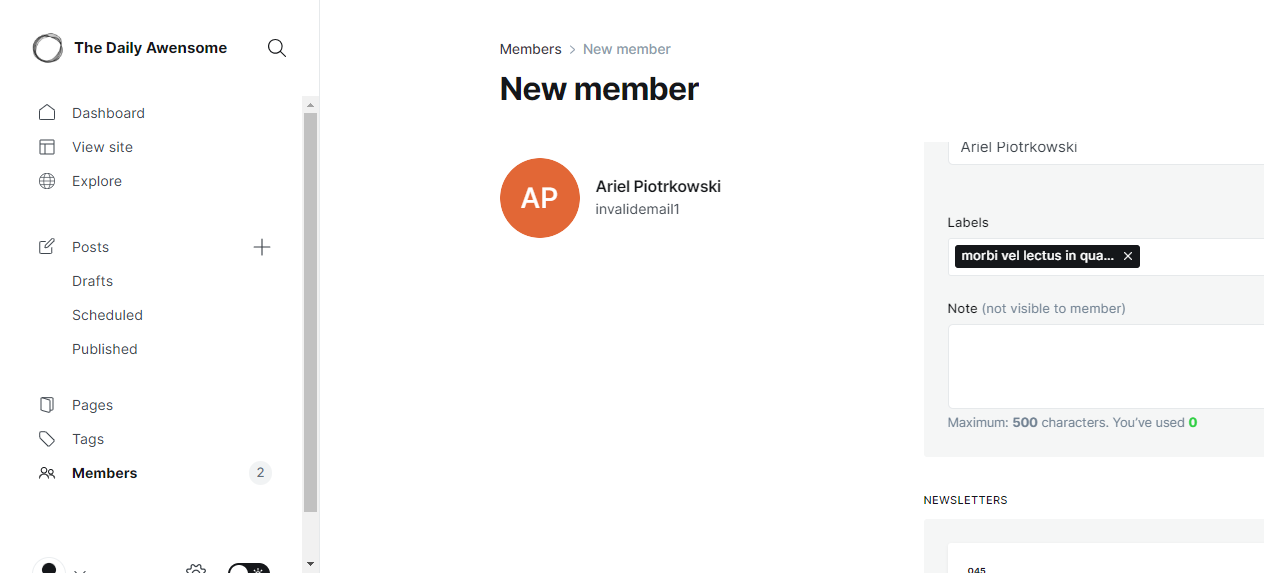 The Daily Awensome
Dashboard
View site
Explore
Posts
Drafts
Scheduled
Published
Pages
Tags
Members 2
Members > New member
New member
AP
Ariel Piotrkowski
invalidemail1
Ariel Piotrkowski
Labels
morbi vel lectus in qua... ×
Note (not visible to member)
Maximum: 500 characters. You've used 0
NEWSLETTERS
045